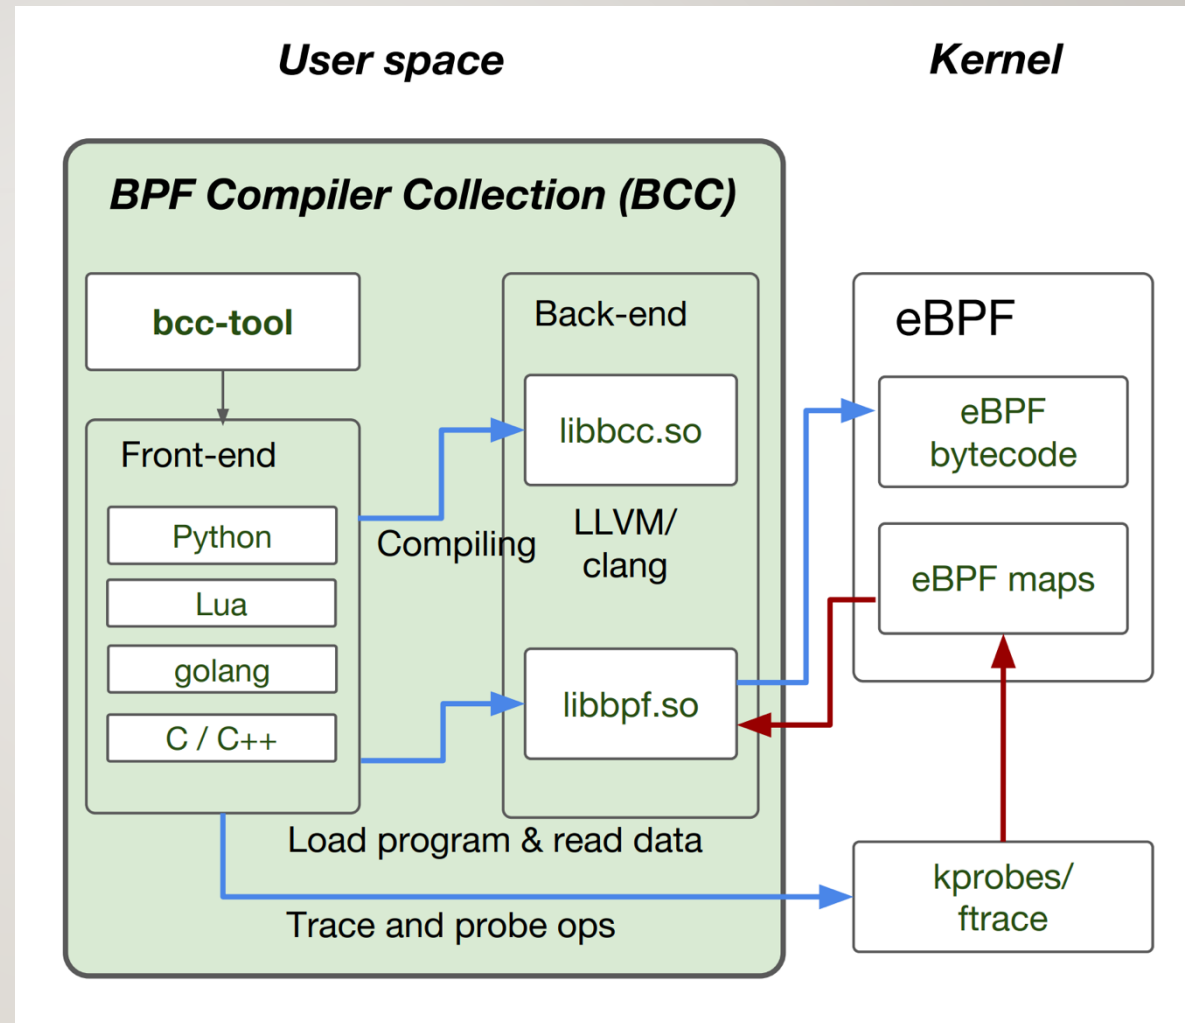 User space
Kernel
BPF Compiler Collection (BCC)
bcc-tool
Front-end
Python
Lua
golang
C / C++
Compiling
Back-end
libbcc.so
LLVM/
clang
libbpf.so
Load program & read data
Trace and probe ops
eBPF
eBPF
bytecode
eBPF maps
kprobes/
ftrace